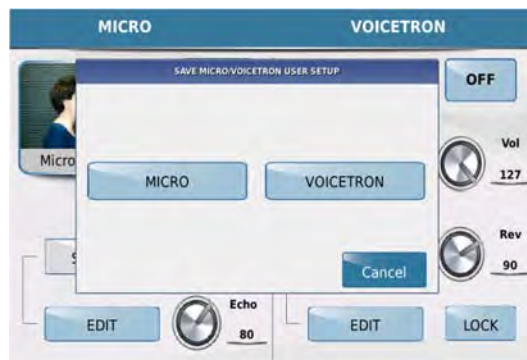 MICRO VOICETRON
SAVE MICRO/VOICETRON USER SETUP
OFF
Micro
Vol
127
MICRO VOICETRON
Rev
90
Cancel
Echo
80
EDIT EDIT LOCK